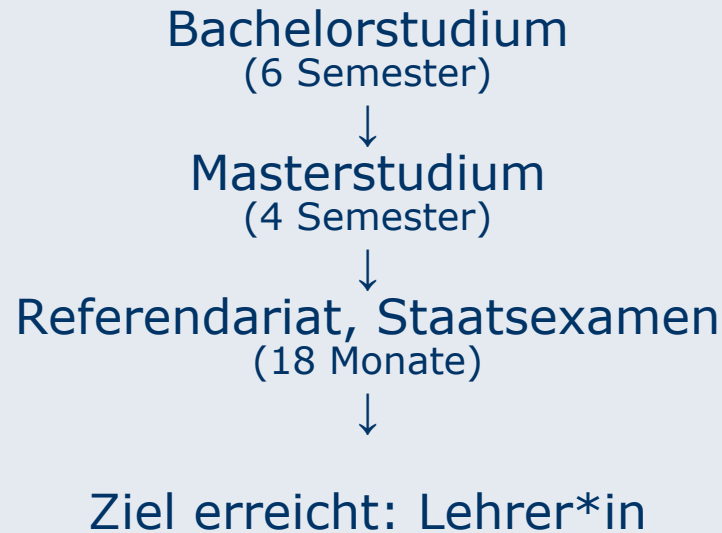 Bachelorstudium
(6 Semester)
↓
Masterstudium
(4 Semester)
↓
Referendariat, Staatsexamen
(18 Monate)
↓
Ziel erreicht: Lehrer*in